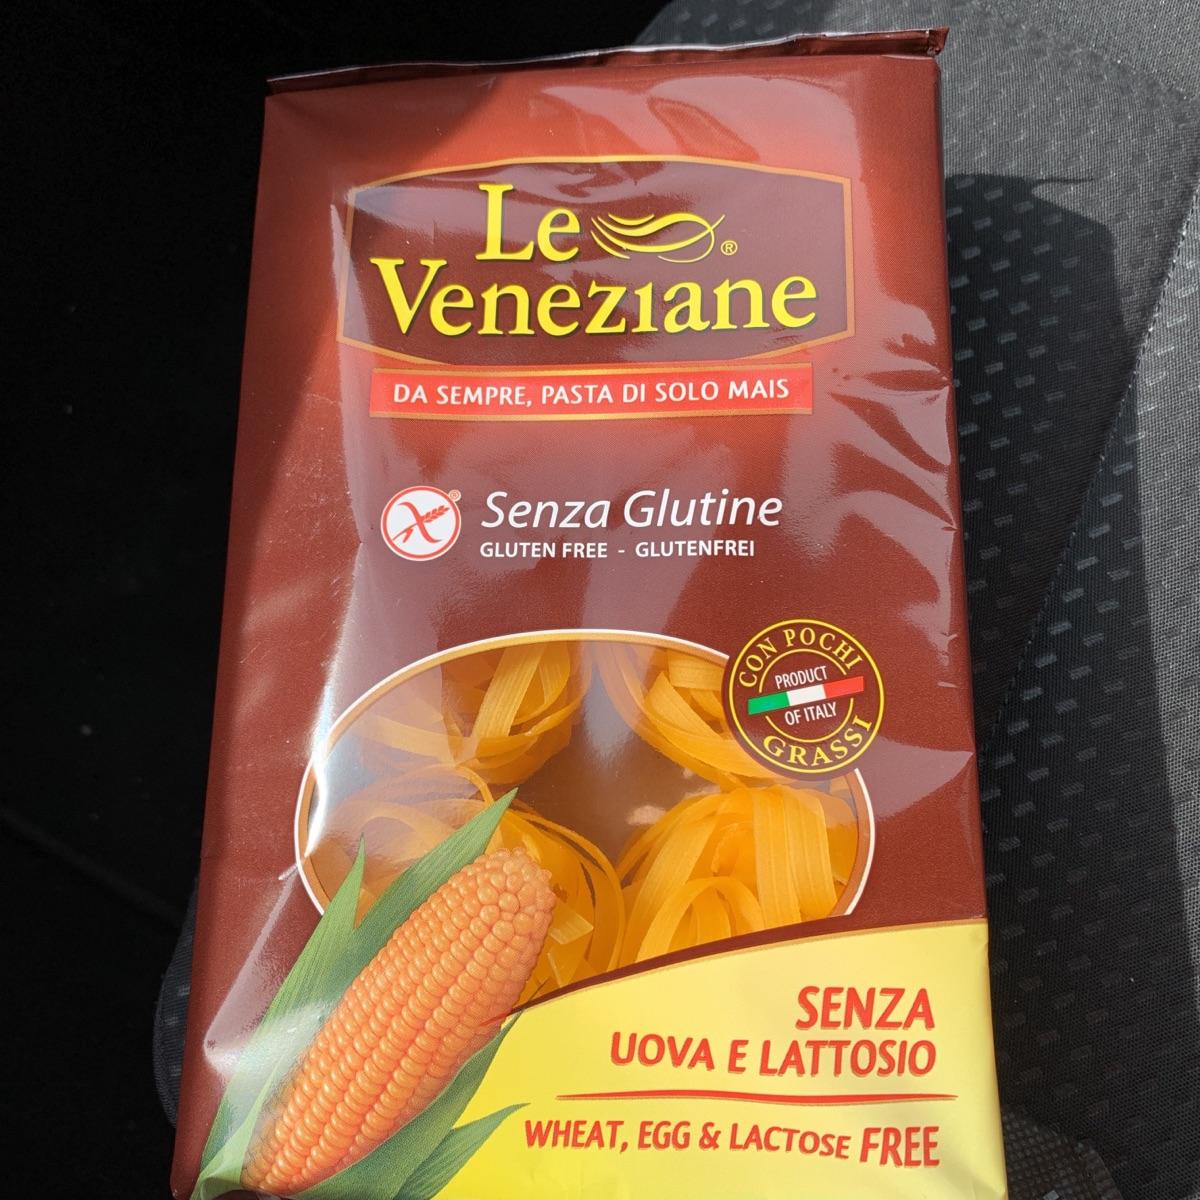 Le ®
Veneziane
DA SEMPRE, PASTA DI SOLO MAIS
®
Senza Glutine
GLUTEN FREE - GLUTENFREI
CON POCHI
PRODUCT
OF ITALY
GRASSI
SENZA
UOVA E LATTOSIO
WHEAT, EGG & LACTOSE FREE